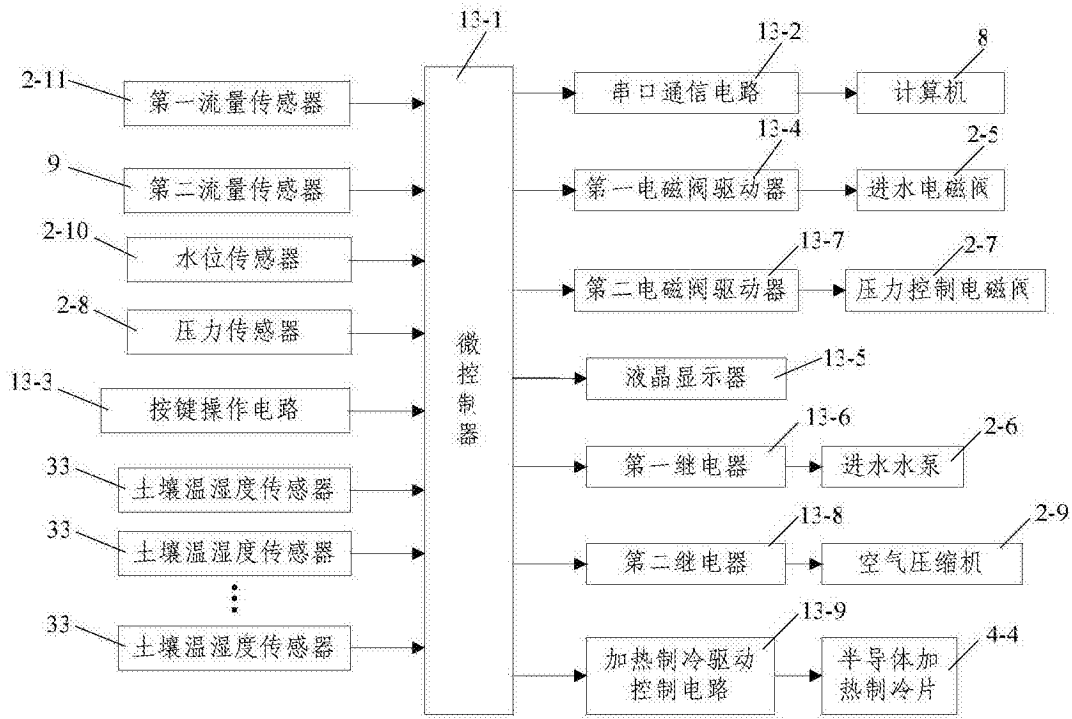 13-1
13-2
8
2-11
第一流量传感器
串口通信电路
计算机
13-4
2-5
9
第二流量传感器
第一电磁阀驱动器
进水电磁阀
2-10
水位传感器
13-7
2-7
第二电磁阀驱动器
压力控制电磁阀
2-8
压力传感器
微控制器
13-5
液晶显示器
13-3
按键操作电路
13-6
2-6
第一继电器
进水水泵
33
土壤温湿度传感器
33
土壤温湿度传感器
13-8
2-9
第二继电器
空气压缩机
33
土壤温湿度传感器
13-9
4-4
加热制冷驱动
控制电路
半导体加
热制冷片